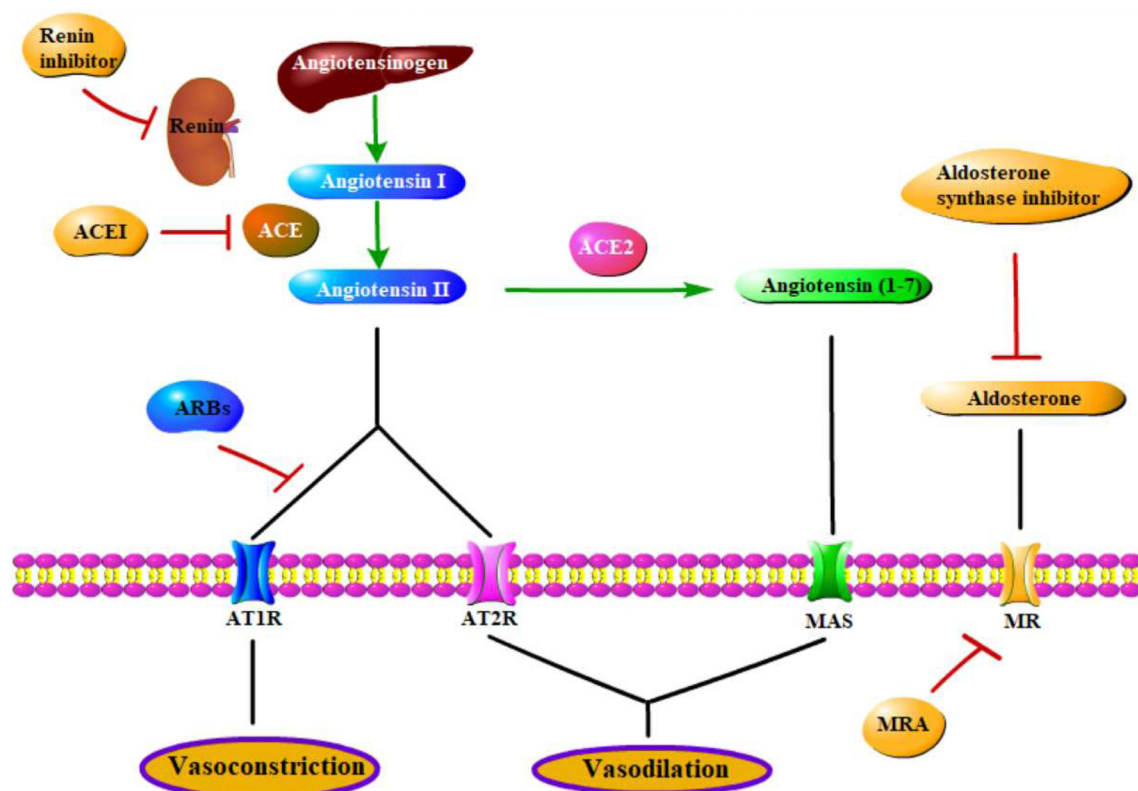 Renin
inhibitor
Angiotensinogen
Renin
Angiotensin I
Aldosterone
synthase inhibitor
ACEI
ACE
ACE2
Angiotensin II
Angiotensin (1-7)
ARBs
Aldosterone
AT1R
AT2R
MAS
MR
MRA
Vasoconstriction
Vasodilation